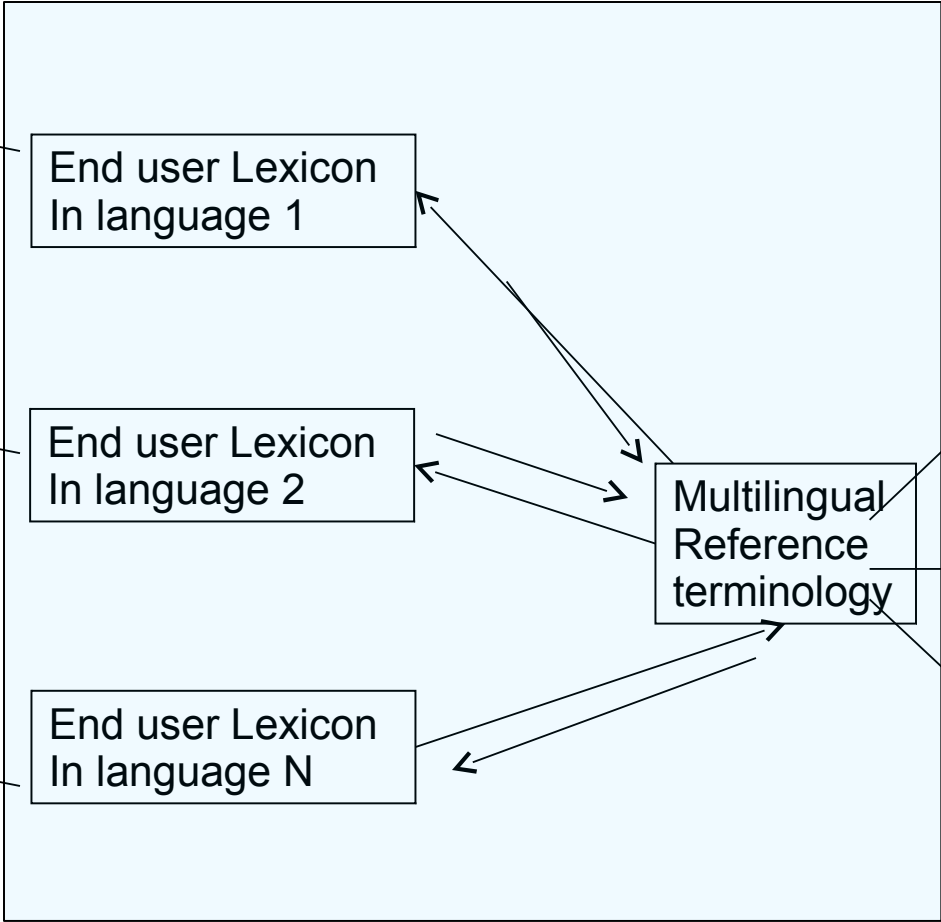 End user Lexicon
In language 1
End user Lexicon
In language 2
Multilingual
Reference
terminology
End user Lexicon
In language N